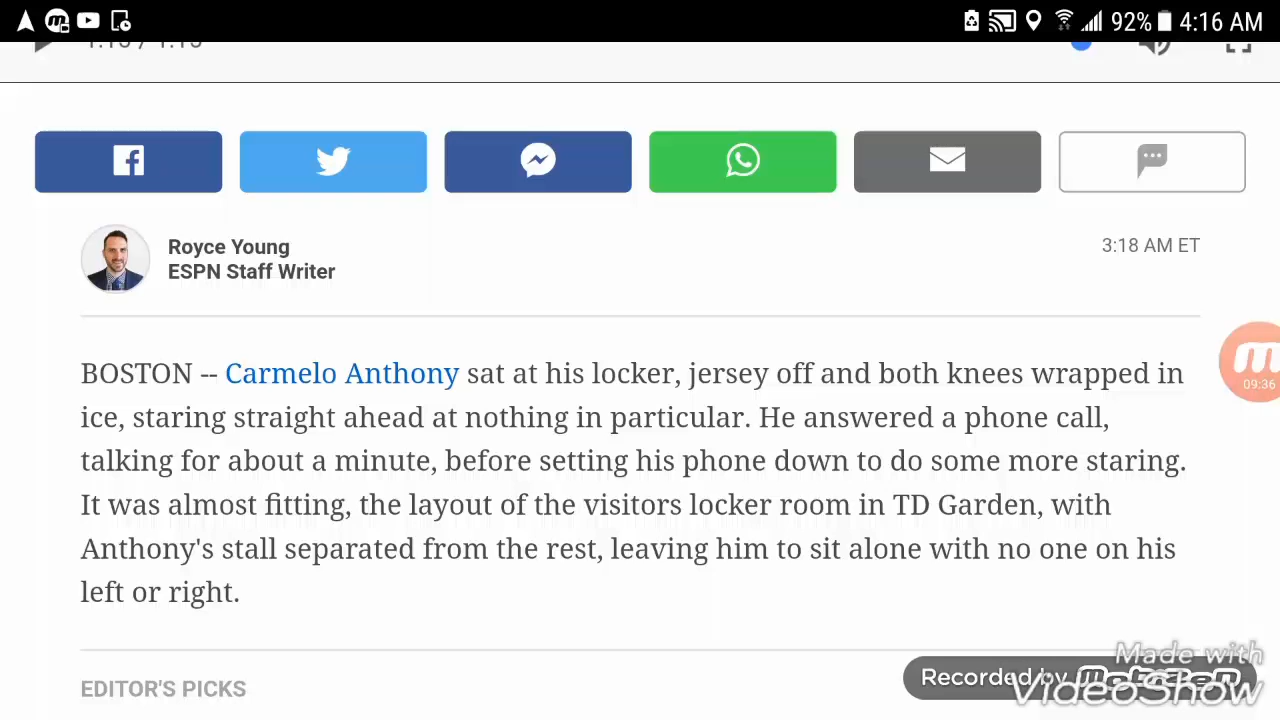 92% 4:16 AM
Royce Young
ESPN Staff Writer
3:18 AM ET
09:36
BOSTON -- Carmelo Anthony sat at his locker, jersey off and both knees wrapped in
ice, staring straight ahead at nothing in particular. He answered a phone call,
talking for about a minute, before setting his phone down to do some more staring.
It was almost fitting, the layout of the visitors locker room in TD Garden, with
Anthony's stall separated from the rest, leaving him to sit alone with no one on his
left or right.
EDITOR'S PICKS
Made with
Recorded by
VideoShow